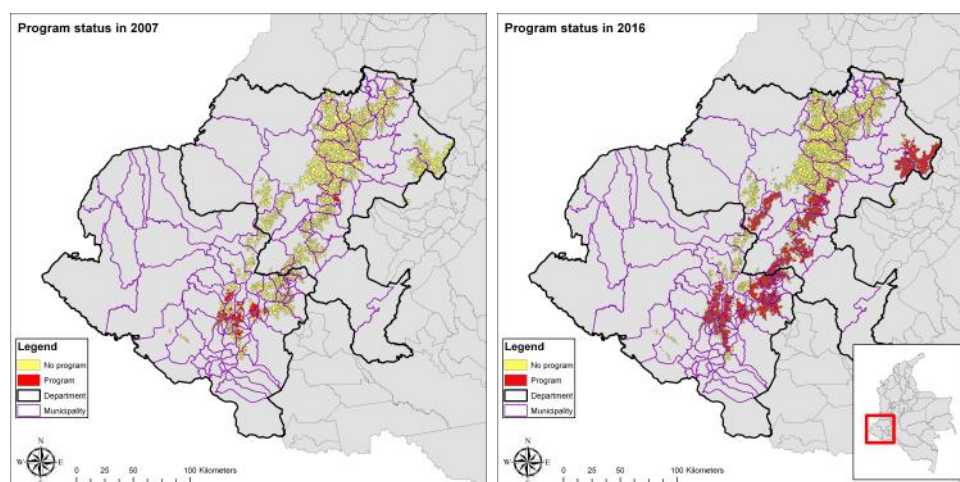 Program status in 2007
Legend
No program
Program
Department
Municipality
N
W
E
S
0 25 50 100 Kilometers
Program status in 2016
Legend
No program
Program
Department
Municipality
N
W
E
S
0 25 50 100 Kilometers